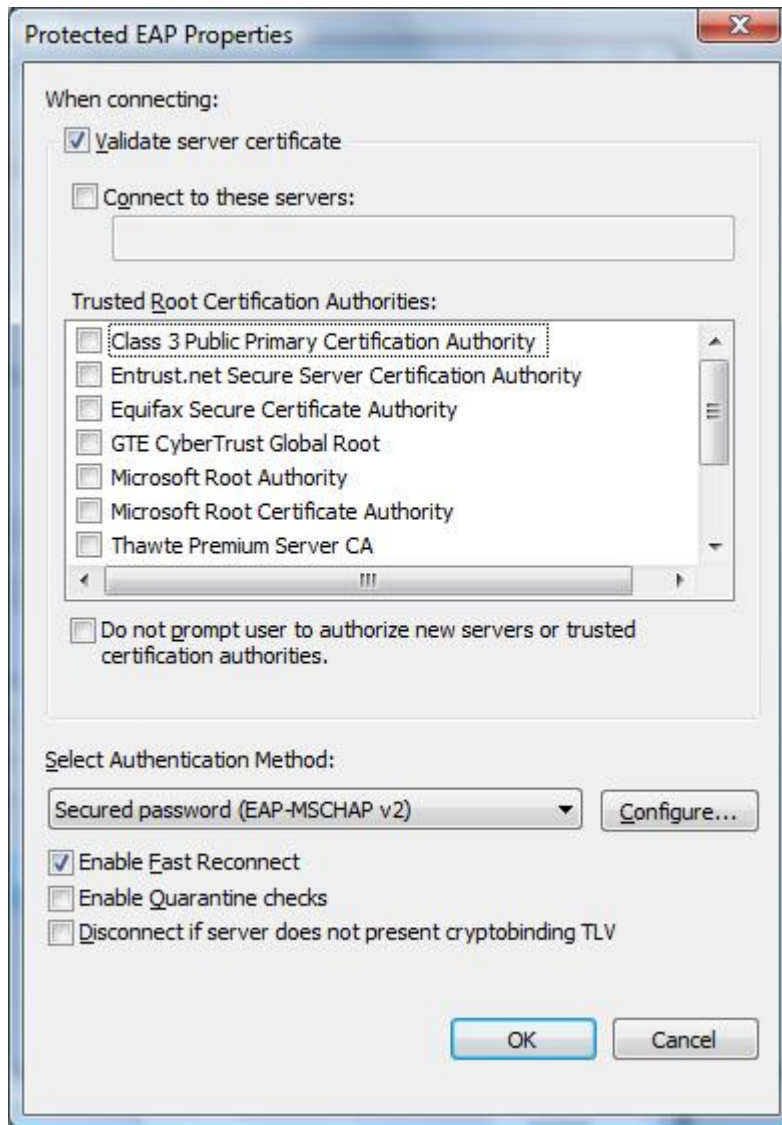 Protected EAP Properties
When connecting:
Validate server certificate
Connect to these servers:
Trusted Root Certification Authorities:
Class 3 Public Primary Certification Authority
Entrust.net Secure Server Certification Authority
Equifax Secure Certificate Authority
GTE CyberTrust Global Root
Microsoft Root Authority
Microsoft Root Certificate Authority
Thawte Premium Server CA
Do not prompt user to authorize new servers or trusted
certification authorities.
Select Authentication Method:
Secured password (EAP-MSCHAP v2)
Configure...
Enable Fast Reconnect
Enable Quarantine checks
Disconnect if server does not present cryptobinding TLV
OK
Cancel